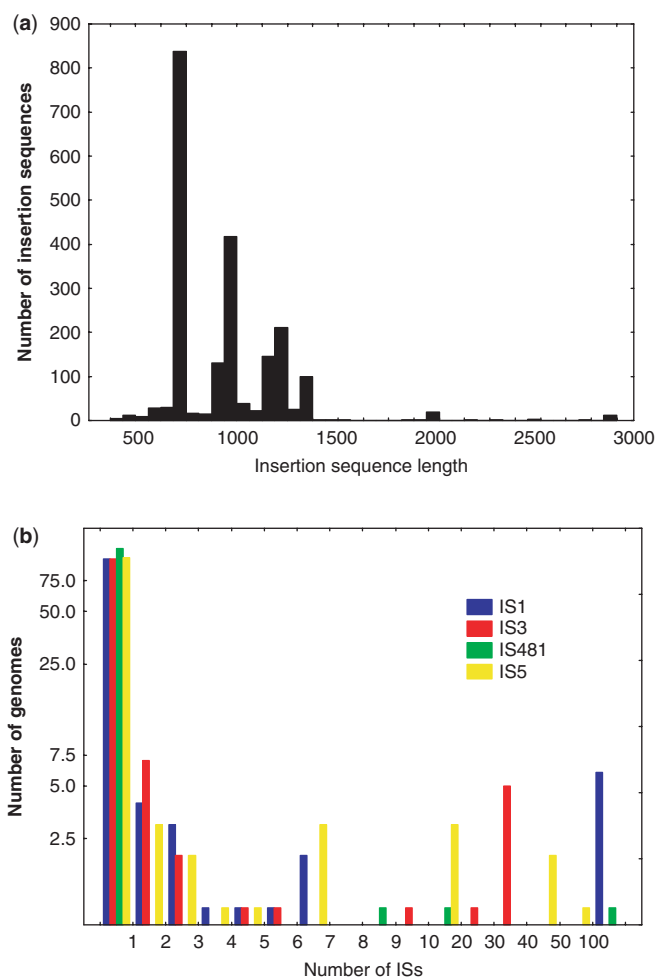 (a)
900
800
700
600
500
400
300
200
100
0
Number of insertion sequences
500 1000 1500 2000 2500 3000
Insertion sequence length
(b)
75.0
50.0
25.0
7.5
5.0
2.5
Number of genomes
IS1
IS3
IS481
IS5
1 2 3 4 5 6 7 8 9 10 20 30 40 50 100
Number of ISs